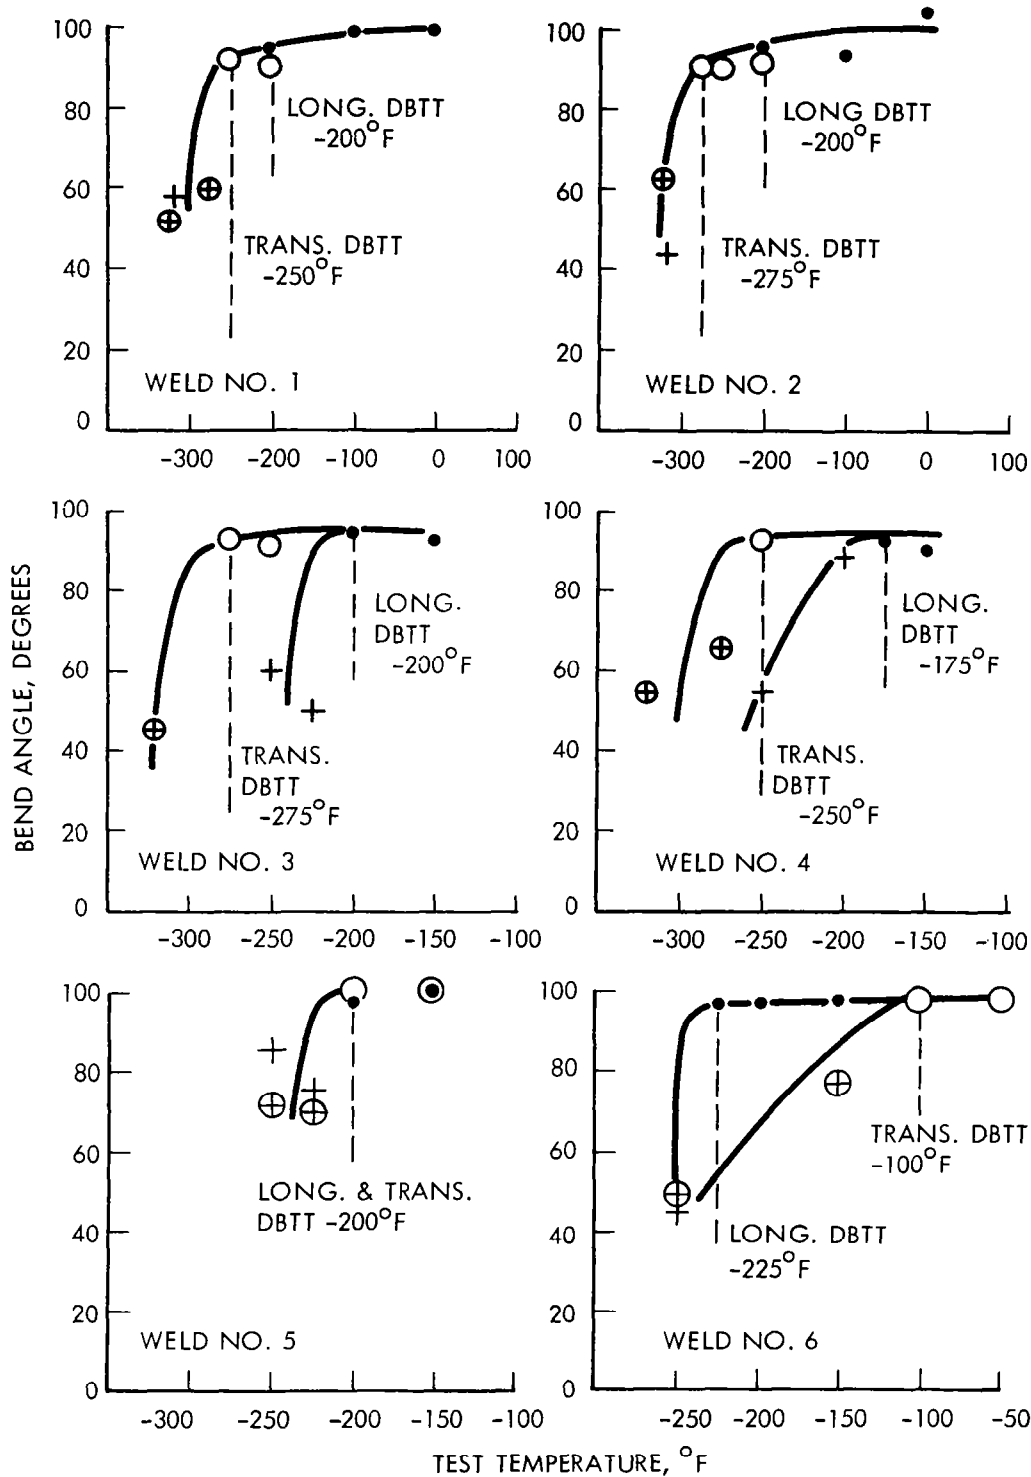 100
80
60
40
20
0
LONG. DBTT
-200°F
TRANS. DBTT
-250°F
WELD NO. 1
-300 -200 -100 0 100
100
80
60
40
20
0
LONG DBTT
-200°F
TRANS. DBTT
-275°F
WELD NO. 2
-300 -200 -100 0 100
BEND ANGLE, DEGREES
100
80
60
40
20
0
LONG.
DBTT
-200°F
TRANS.
DBTT
-275°F
WELD NO. 3
-300 -250 -200 -150 -100
100
80
60
40
20
0
LONG.
DBTT
-175°F
TRANS.
DBTT
-250°F
WELD NO. 4
-300 -250 -200 -150 -100
100
80
60
40
20
0
LONG. & TRANS.
DBTT -200°F
WELD NO. 5
-300 -250 -200 -150 -100
100
80
60
40
20
0
TRANS. DBTT
-100°F
LONG. DBTT
-225°F
WELD NO. 6
-250 -200 -150 -100 -50
TEST TEMPERATURE, °F